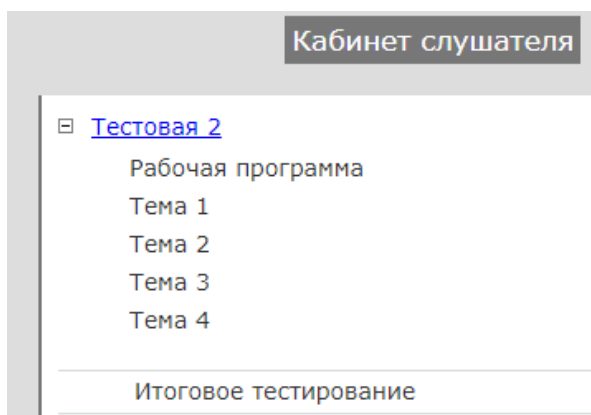 Кабинет слушателя
Тестовая 2
Рабочая программа
Тема 1
Тема 2
Тема 3
Тема 4
Итоговое тестирование